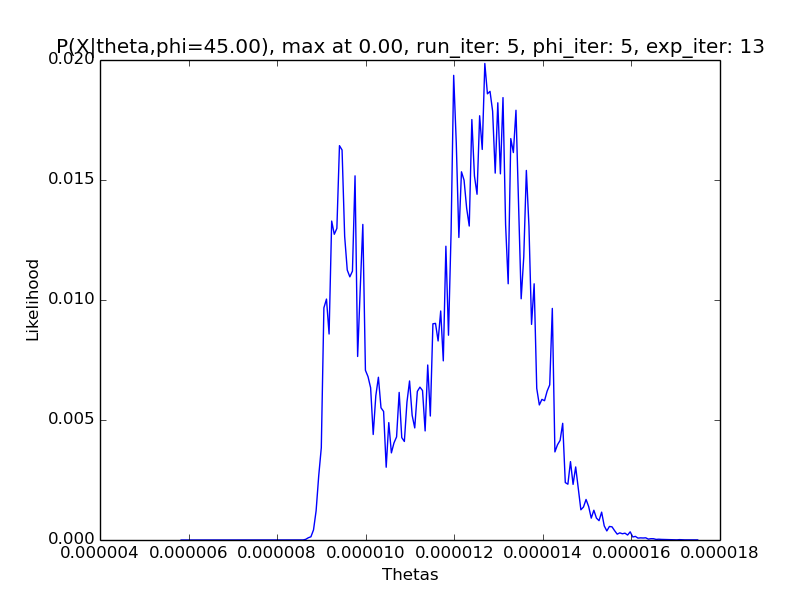 P(X|theta,phi=45.00), max at 0.00, run_iter: 5, phi_iter: 5, exp_iter: 13
0.020
0.015
0.010
0.005
0.000
Likelihood
0.000004 0.000006 0.000008 0.000010 0.000012 0.000014 0.000016 0.000018
Thetas